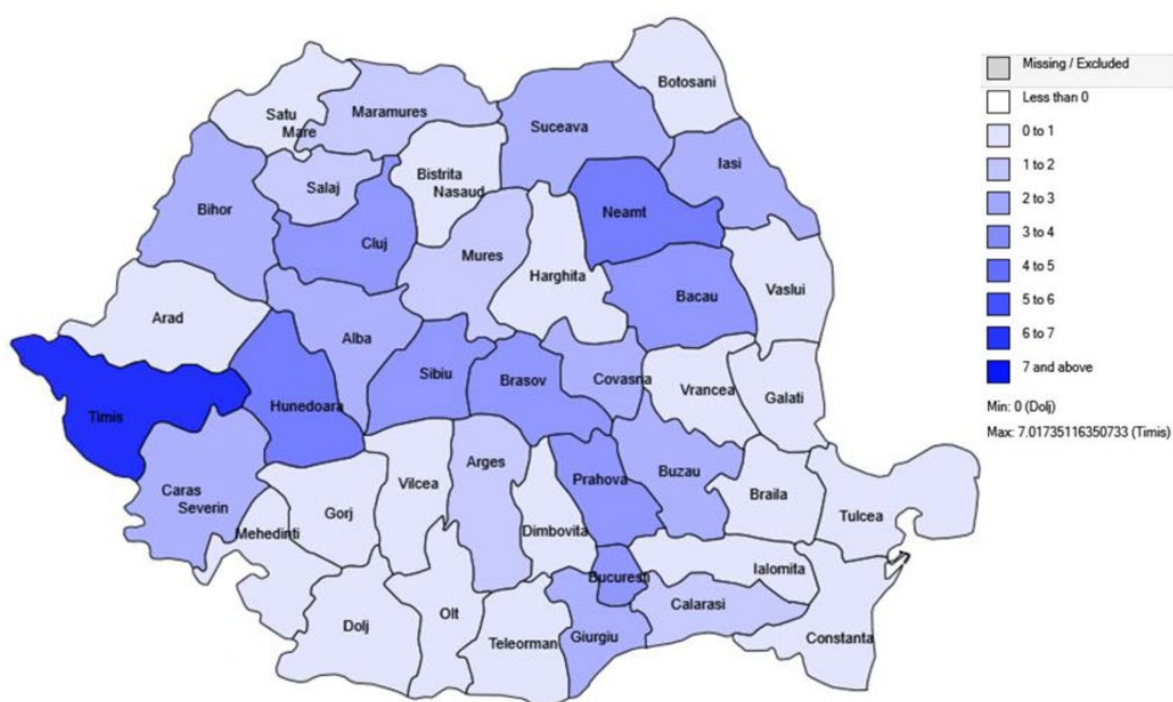 Botosani
Satu
Mare
Maramures
Suceava
Iasi
Salaj
Bistrita
Nasaud
Bihor
Cluj
Neamt
Mures
Harghita
Bacau
Vaslui
Arad
Alba
Sibiu
Brasov
Covasna
Vrancea
Galati
Timis
Hunedoara
Caras
Severin
Arges
Vilcea
Prahova
Buzau
Braila
Tulcea
Gorj
Mehedinti
Dimbovita
Bucuresti
Ialomita
Dolj
Olt
Teleorman
Giurgiu
Calarasi
Constanta
Missing / Excluded
Less than 0
0 to 1
1 to 2
2 to 3
3 to 4
4 to 5
5 to 6
6 to 7
7 and above
Min: 0 (Dolj)
Max: 7.01735116350733 (Timis)